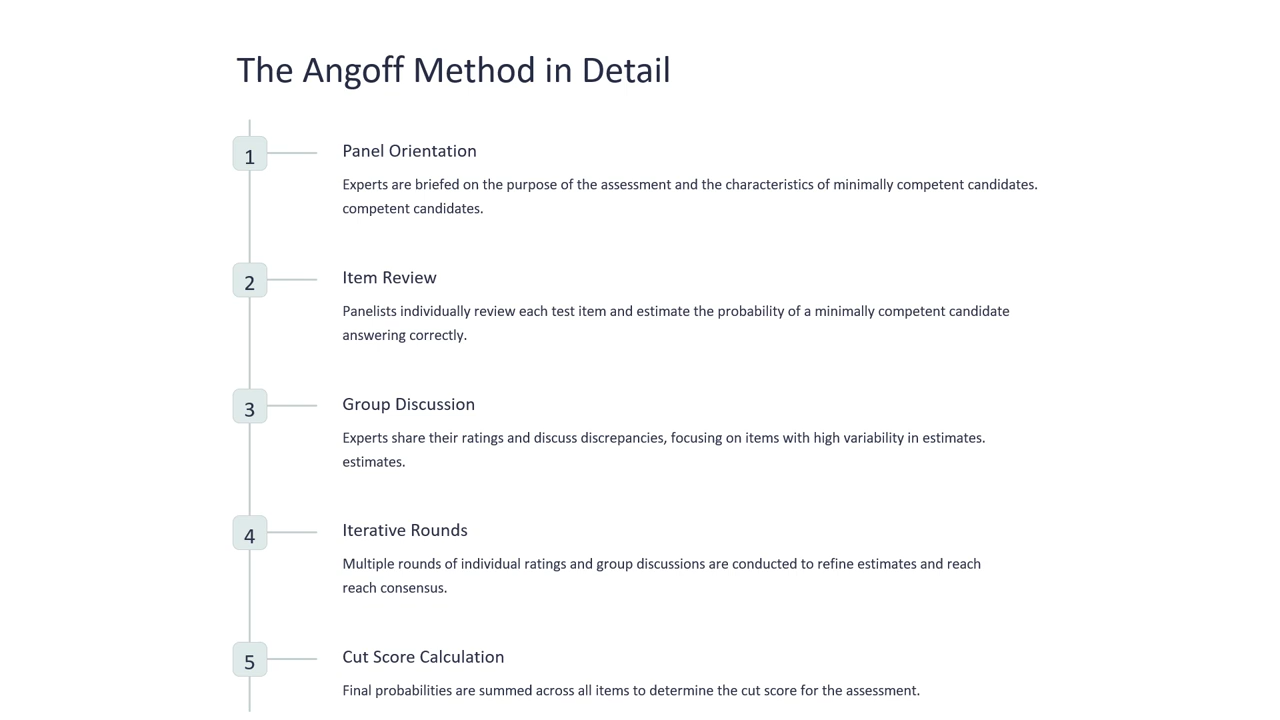 The Angoff Method in Detail
1
Panel Orientation
Experts are briefed on the purpose of the assessment and the characteristics of minimally competent candidates.
competent candidates.
2
Item Review
Panelists individually review each test item and estimate the probability of a minimally competent candidate
answering correctly.
3
Group Discussion
Experts share their ratings and discuss discrepancies, focusing on items with high variability in estimates.
estimates.
4
Iterative Rounds
Multiple rounds of individual ratings and group discussions are conducted to refine estimates and reach
reach consensus.
5
Cut Score Calculation
Final probabilities are summed across all items to determine the cut score for the assessment.